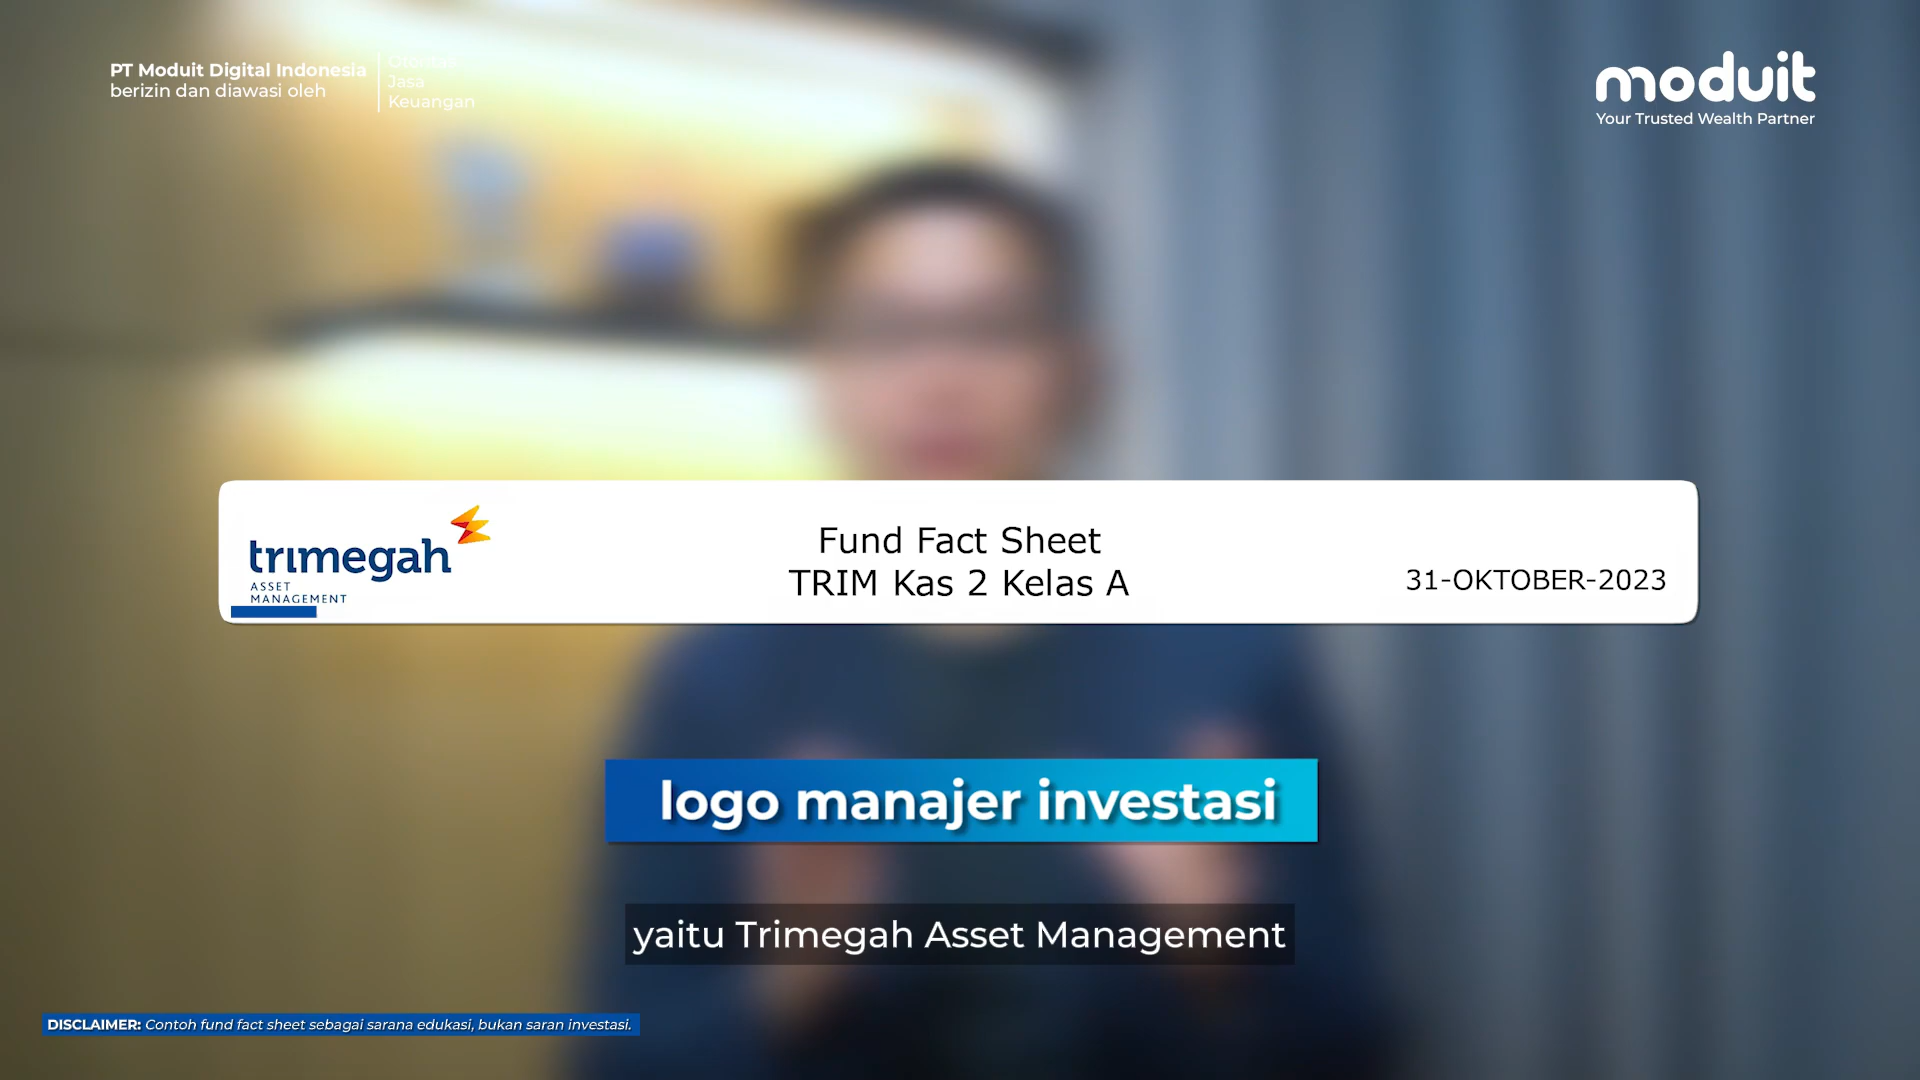 PT Moduit Digital Indonesia
berizin dan diawasi oleh
Otoritas
Jasa
Keuangan
moduit
Your Trusted Wealth Partner
trimegah
ASSET
MANAGEMENT
Fund Fact Sheet
TRIM Kas 2 Kelas A
31-OKTOBER-2023
logo manajer investasi
yaitu Trimegah Asset Management
DISCLAIMER: Contoh fund fact sheet sebagai sarana edukasi, bukan saran investasi.